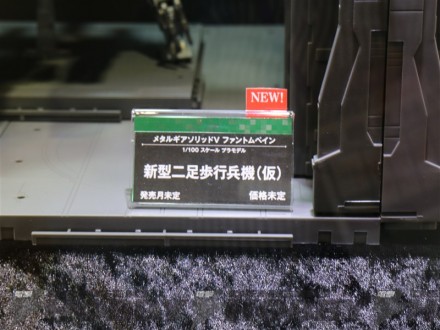 NEW!
メタルギアソリッドV ファントムペイン
1/100 スケール プラモデル
新型二足歩行兵機(仮)
発売月未定 価格未定